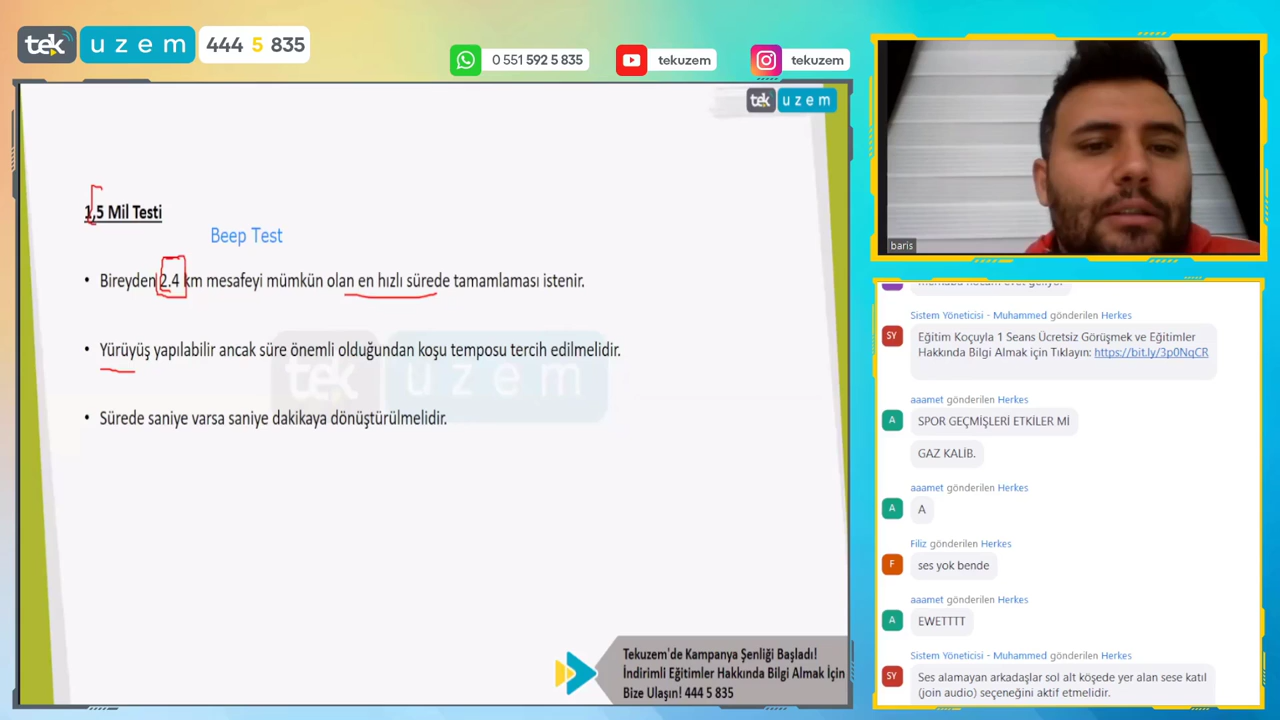 tek uzem 444 5 835
0 551 592 5 835
tekuzem
tekuzem
tek uzem
1,5 Mil Testi
Beep Test
• Bireyden 2.4 km mesafeyi mümkün olan en hızlı sürede tamamlaması istenir.
• Yürüyüş yapılabilir ancak süre önemli olduğundan koşu temposu tercih edilmelidir.
tek uzem
• Sürede saniye varsa saniye dakikaya dönüştürülmelidir.
Tekuzem'de Kampanya Şenliği Başladı!
İndirimli Eğitimler Hakkında Bilgi Almak İçin
Bize Ulaşın! 444 5 835
baris
Sistem Yöneticisi - Muhammed gönderilen Herkes
SY
Eğitim Koçuyla 1 Seans Ücretsiz Görüşmek ve Eğitimler
Hakkında Bilgi Almak için Tıklayın: https://bit.ly/3p0NqCR
aaamet gönderilen Herkes
A
SPOR GEÇMİŞLERİ ETKİLER Mİ
GAZ KALİB.
aaamet gönderilen Herkes
A
A
Filiz gönderilen Herkes
F
ses yok bende
aaamet gönderilen Herkes
A
EWETTTT
Sistem Yöneticisi - Muhammed gönderilen Herkes
SY
Ses alamayan arkadaşlar sol alt köşede yer alan sese katıl
(join audio) seçeneğini aktif etmelidir.